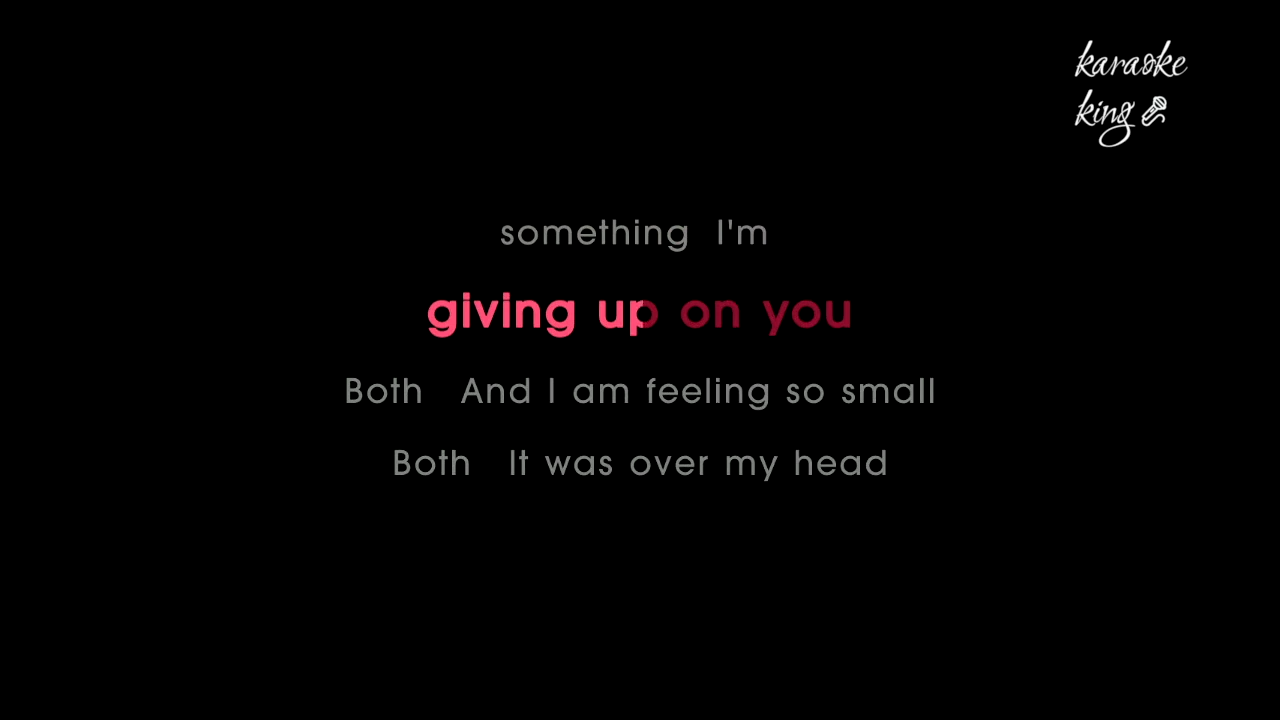 karaoke
king
something I'm
giving up on you
Both And I am feeling so small
Both It was over my head